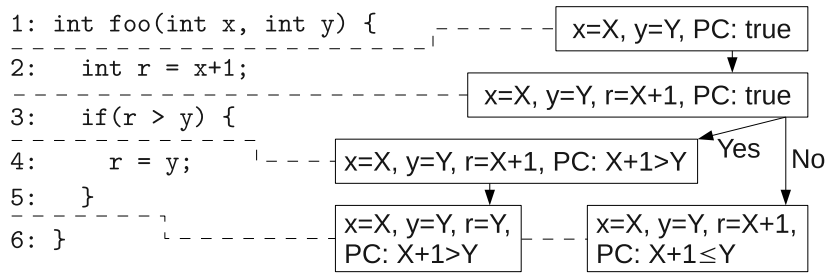 1: int foo(int x, int y) {
x=X, y=Y, PC: true
2:   int r = x+1;
x=X, y=Y, r=X+1, PC: true
3:   if(r > y) {
Yes
No
4:     r = y;
x=X, y=Y, r=X+1, PC: X+1>Y
5:   }
6: }
x=X, y=Y, r=Y,
PC: X+1>Y
x=X, y=Y, r=X+1,
PC: X+1≤Y